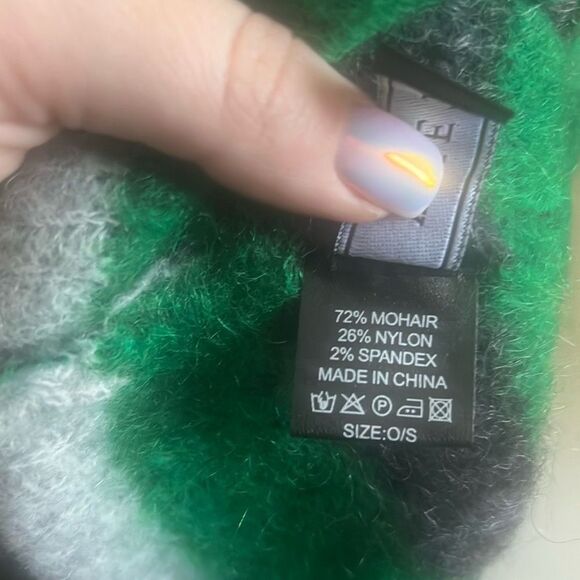 72% MOHAIR
26% NYLON
2% SPANDEX
MADE IN CHINA
SIZE:O/S